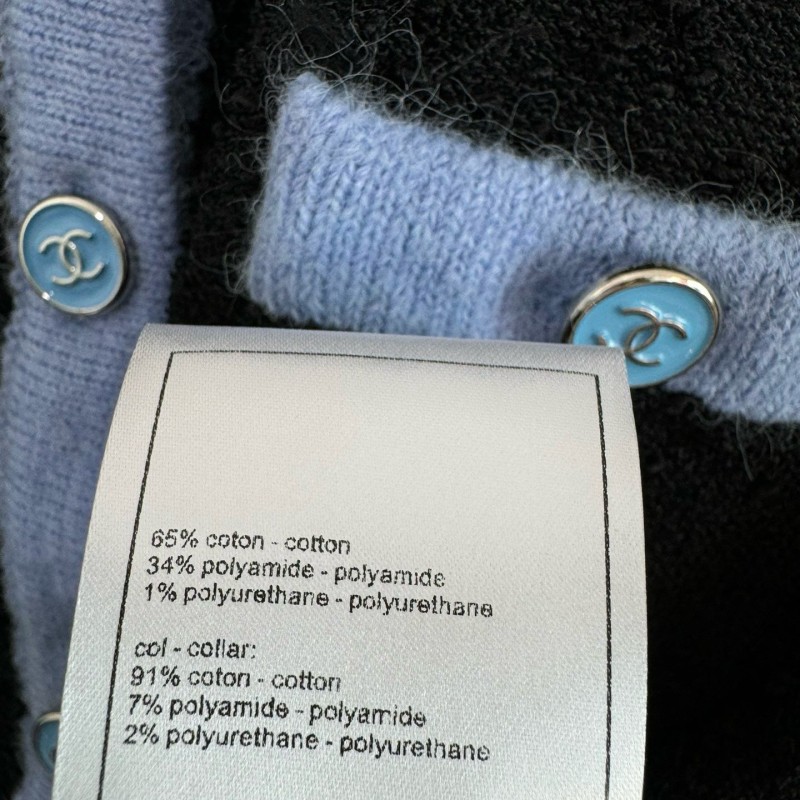 65% coton - cotton
34% polyamide - polyamide
1% polyurethane - polyurethane
col - collar:
91% coton - cotton
7% polyamide - polyamide
2% polyurethane - polyurethane